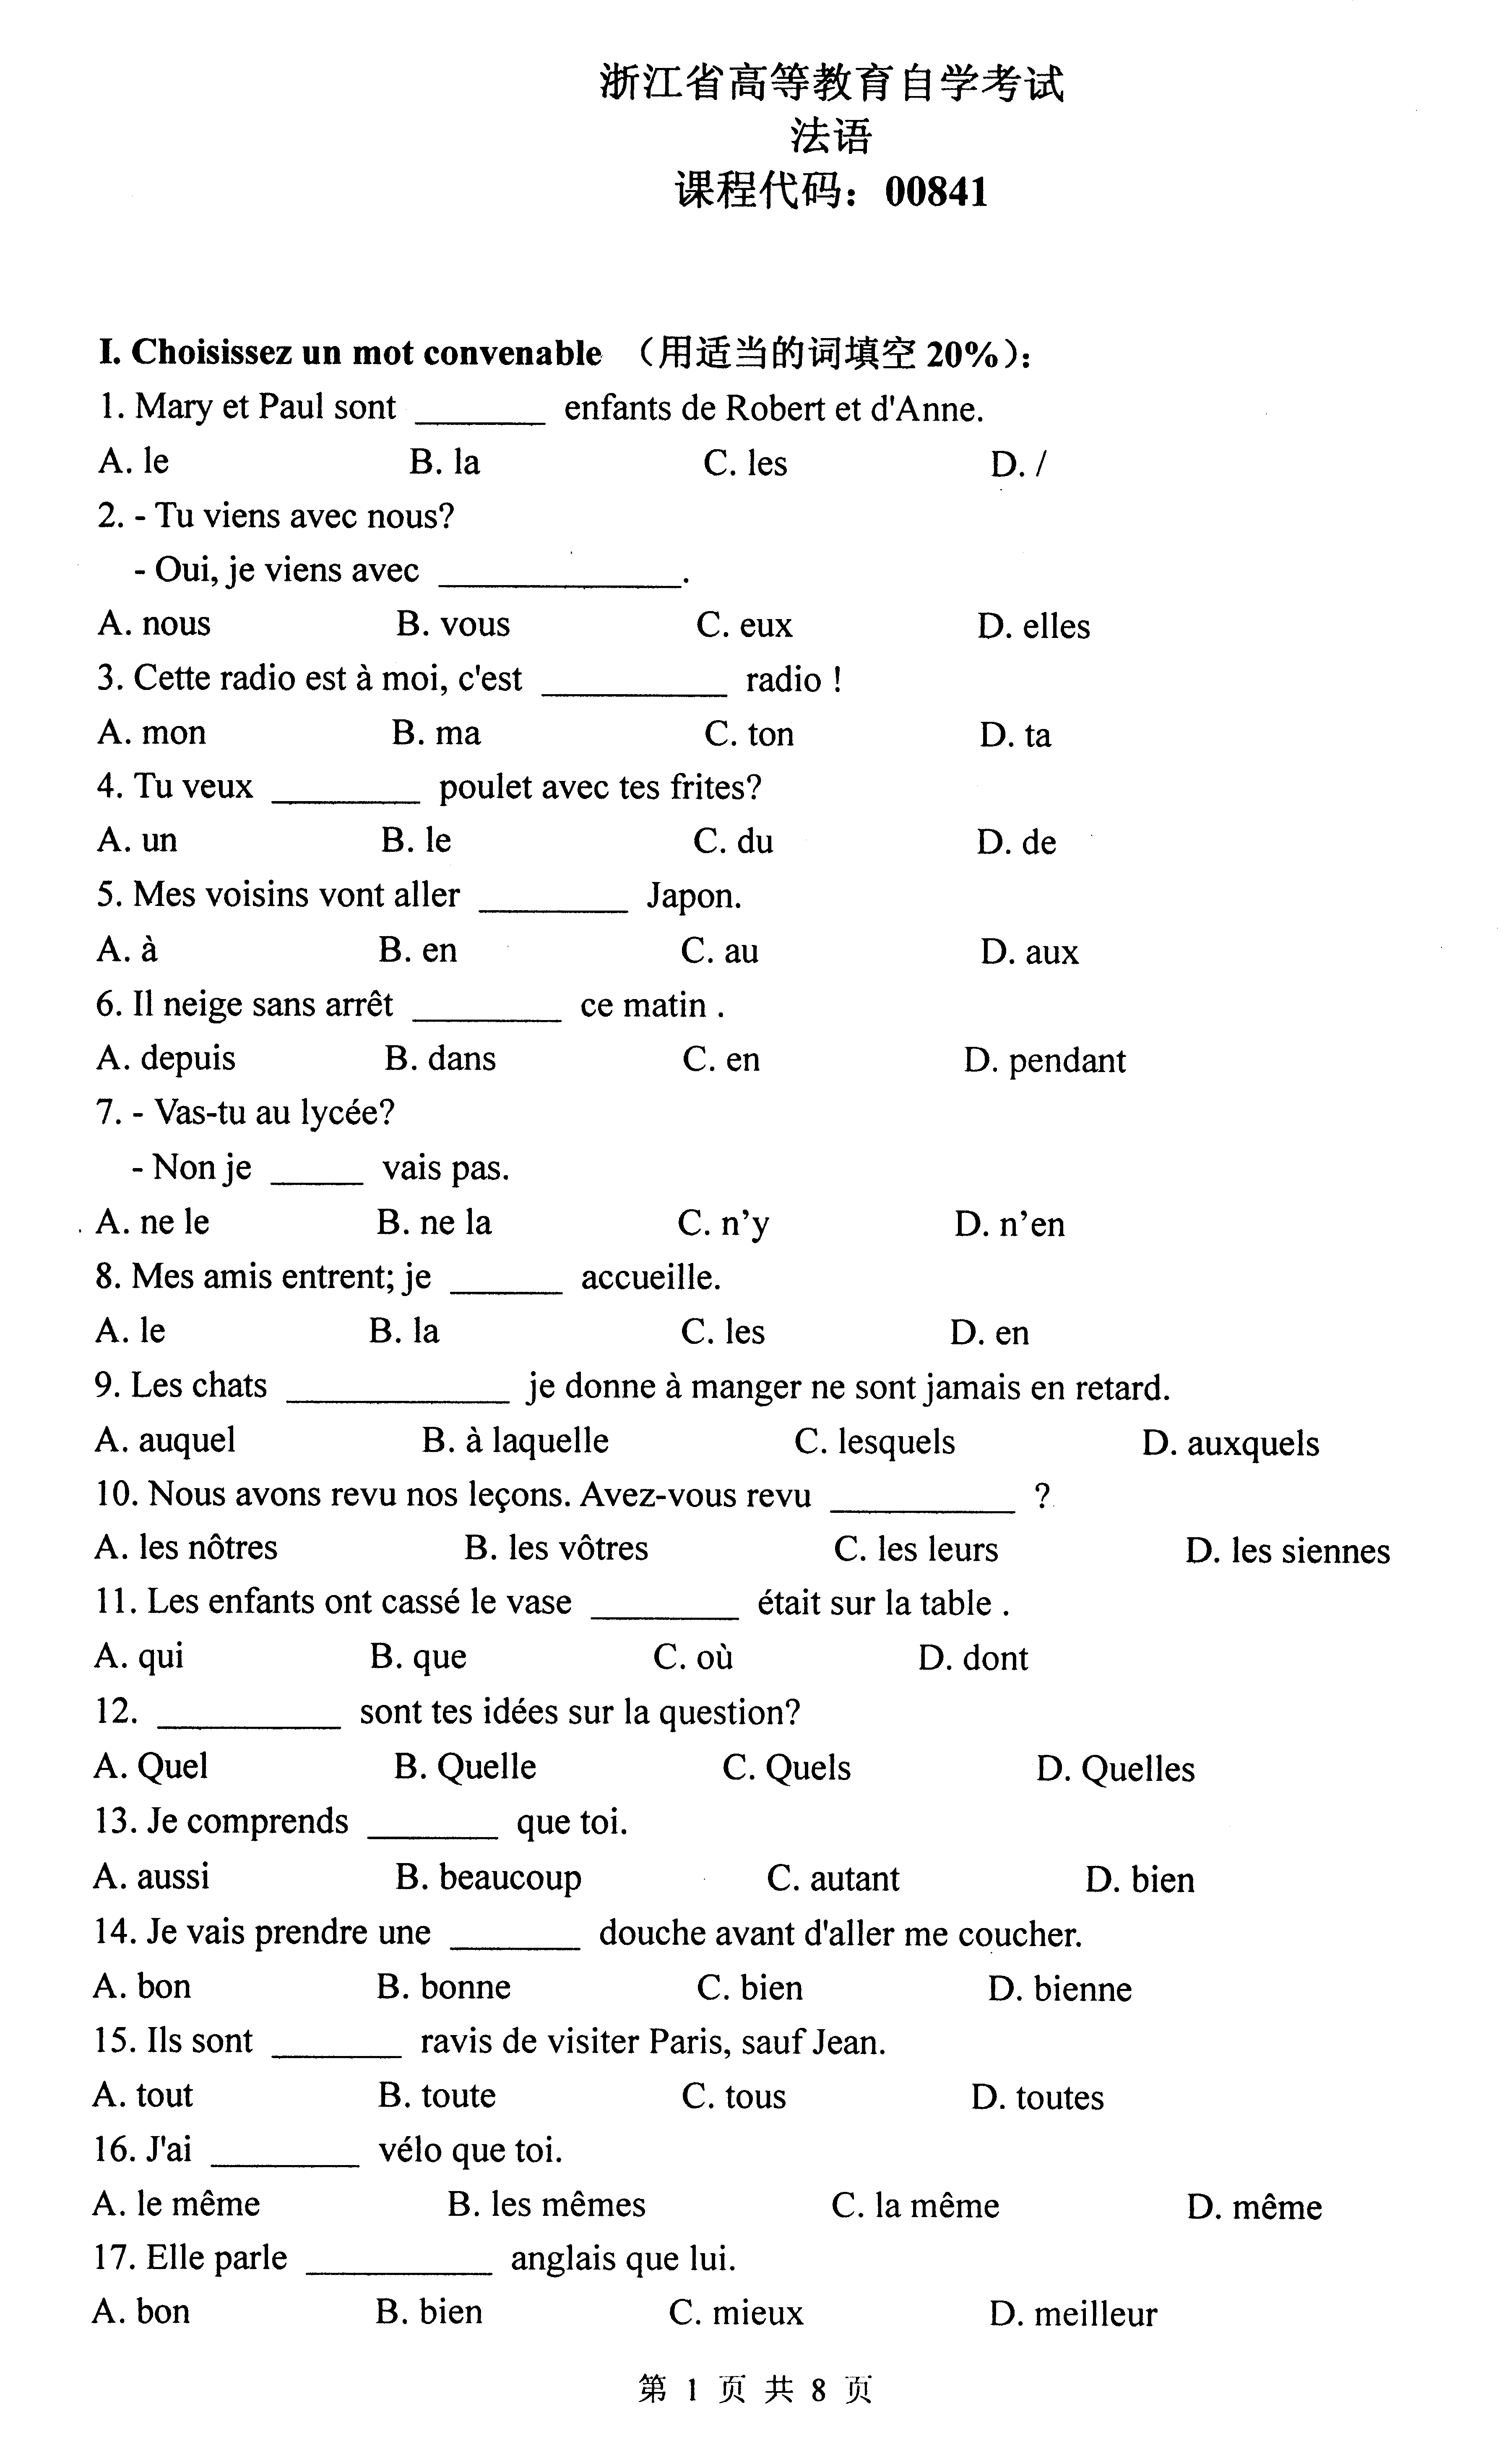 浙江省高等教育自学考试
法语
课程代码：00841
I. Choisissez un mot convenable （用适当的词填空 20%）：
1. Mary et Paul sont _______ enfants de Robert et d'Anne.
A. le B. la C. les D. /
2. - Tu viens avec nous?
- Oui, je viens avec _____________.
A. nous B. vous C. eux D. elles
3. Cette radio est à moi, c'est __________ radio !
A. mon B. ma C. ton D. ta
4. Tu veux ________ poulet avec tes frites?
A. un B. le C. du D. de
5. Mes voisins vont aller ________ Japon.
A. à B. en C. au D. aux
6. Il neige sans arrêt ________ ce matin .
A. depuis B. dans C. en D. pendant
7. - Vas-tu au lycée?
- Non je _____ vais pas.
A. ne le B. ne la C. n’y D. n’en
8. Mes amis entrent; je ______ accueille.
A. le B. la C. les D. en
9. Les chats ____________ je donne à manger ne sont jamais en retard.
A. auquel B. à laquelle C. lesquels D. auxquels
10. Nous avons revu nos leçons. Avez-vous revu __________ ?
A. les nôtres B. les vôtres C. les leurs D. les siennes
11. Les enfants ont cassé le vase ________ était sur la table .
A. qui B. que C. où D. dont
12. __________ sont tes idées sur la question?
A. Quel B. Quelle C. Quels D. Quelles
13. Je comprends _______ que toi.
A. aussi B. beaucoup C. autant D. bien
14. Je vais prendre une _______ douche avant d'aller me coucher.
A. bon B. bonne C. bien D. bienne
15. Ils sont _______ ravis de visiter Paris, sauf Jean.
A. tout B. toute C. tous D. toutes
16. J'ai ________ vélo que toi.
A. le même B. les mêmes C. la même D. même
17. Elle parle __________ anglais que lui.
A. bon B. bien C. mieux D. meilleur
第 1 页 共 8 页